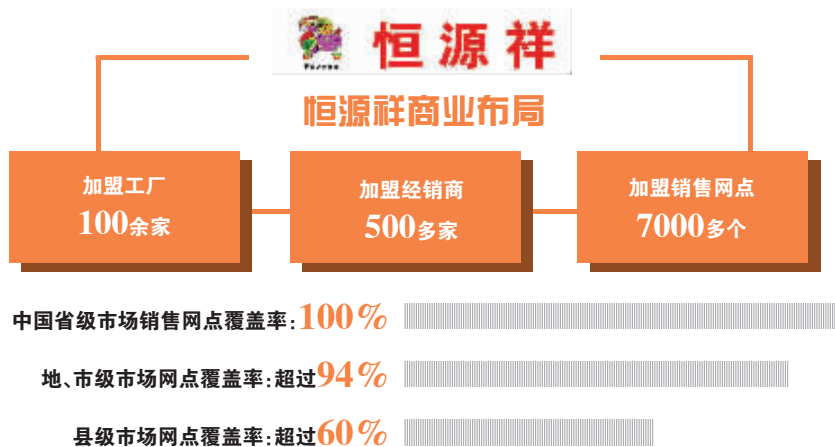 恒源祥
恒源祥商业布局
加盟工厂
100余家
加盟经销商
500多家
加盟销售网点
7000多个
中国省级市场销售网点覆盖率:100%
地、市级市场网点覆盖率:超过94%
县级市场网点覆盖率:超过60%